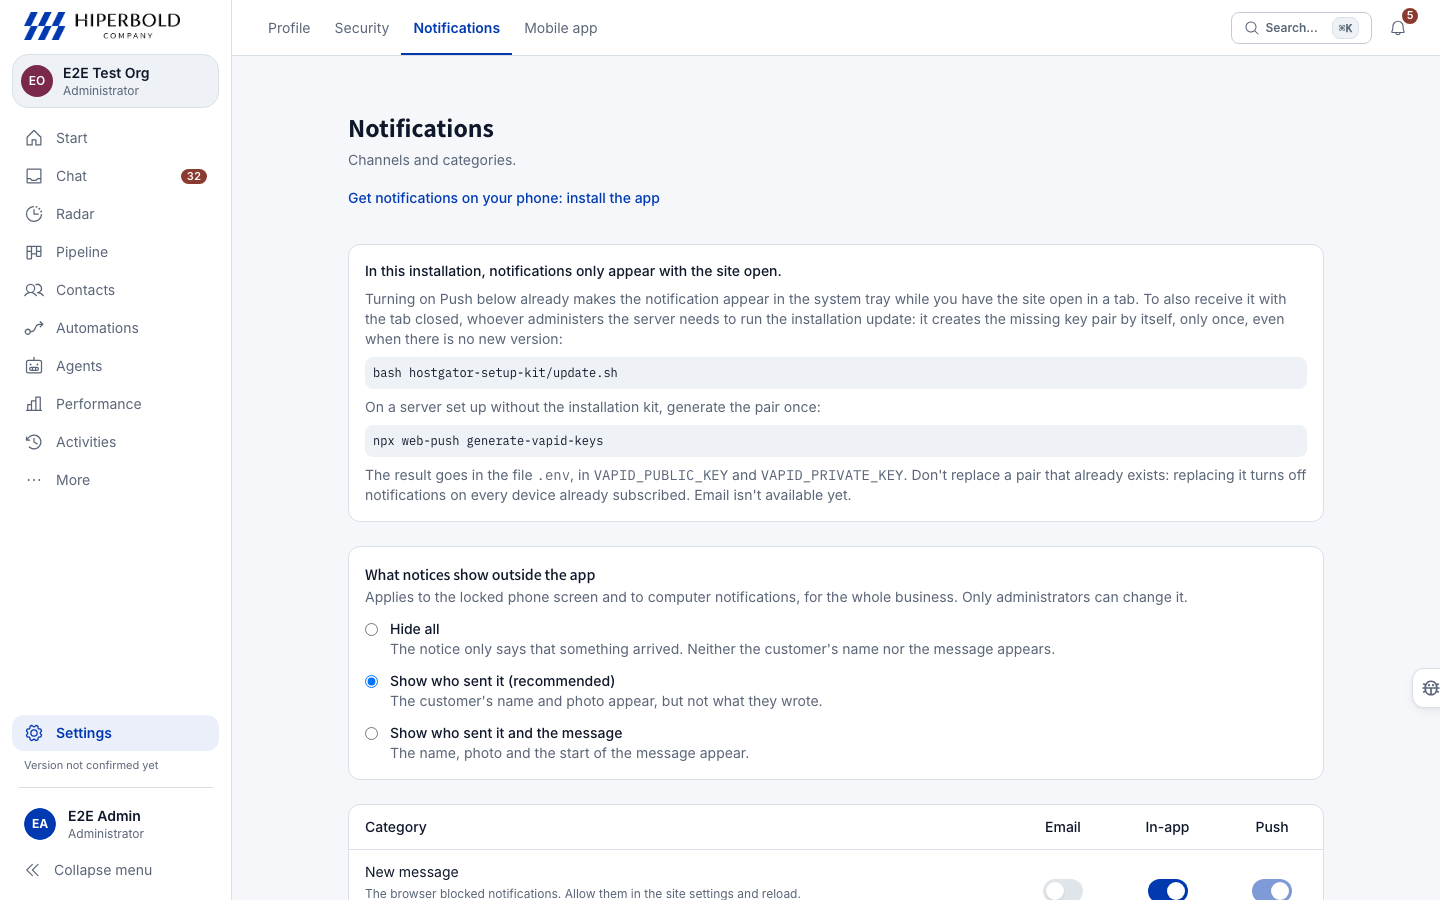 HIPERBOLD
COMPANY
EO
E2E Test Org
Administrator
Start
Chat
32
Radar
Pipeline
Contacts
Automations
Agents
Performance
Activities
More
Settings
Version not confirmed yet
EA
E2E Admin
Administrator
Collapse menu
Profile
Security
Notifications
Mobile app
Search...
⌘K
5
Notifications
Channels and categories.
Get notifications on your phone: install the app
In this installation, notifications only appear with the site open.
Turning on Push below already makes the notification appear in the system tray while you have the site open in a tab. To also receive it with
the tab closed, whoever administers the server needs to run the installation update: it creates the missing key pair by itself, only once, even
when there is no new version:
bash hostgator-setup-kit/update.sh
On a server set up without the installation kit, generate the pair once:
npx web-push generate-vapid-keys
The result goes in the file .env, in VAPID_PUBLIC_KEY and VAPID_PRIVATE_KEY. Don't replace a pair that already exists: replacing it turns off
notifications on every device already subscribed. Email isn't available yet.
What notices show outside the app
Applies to the locked phone screen and to computer notifications, for the whole business. Only administrators can change it.
Hide all
The notice only says that something arrived. Neither the customer's name nor the message appears.
Show who sent it (recommended)
The customer's name and photo appear, but not what they wrote.
Show who sent it and the message
The name, photo and the start of the message appear.
Category
Email
In-app
Push
New message
The browser blocked notifications. Allow them in the site settings and reload.